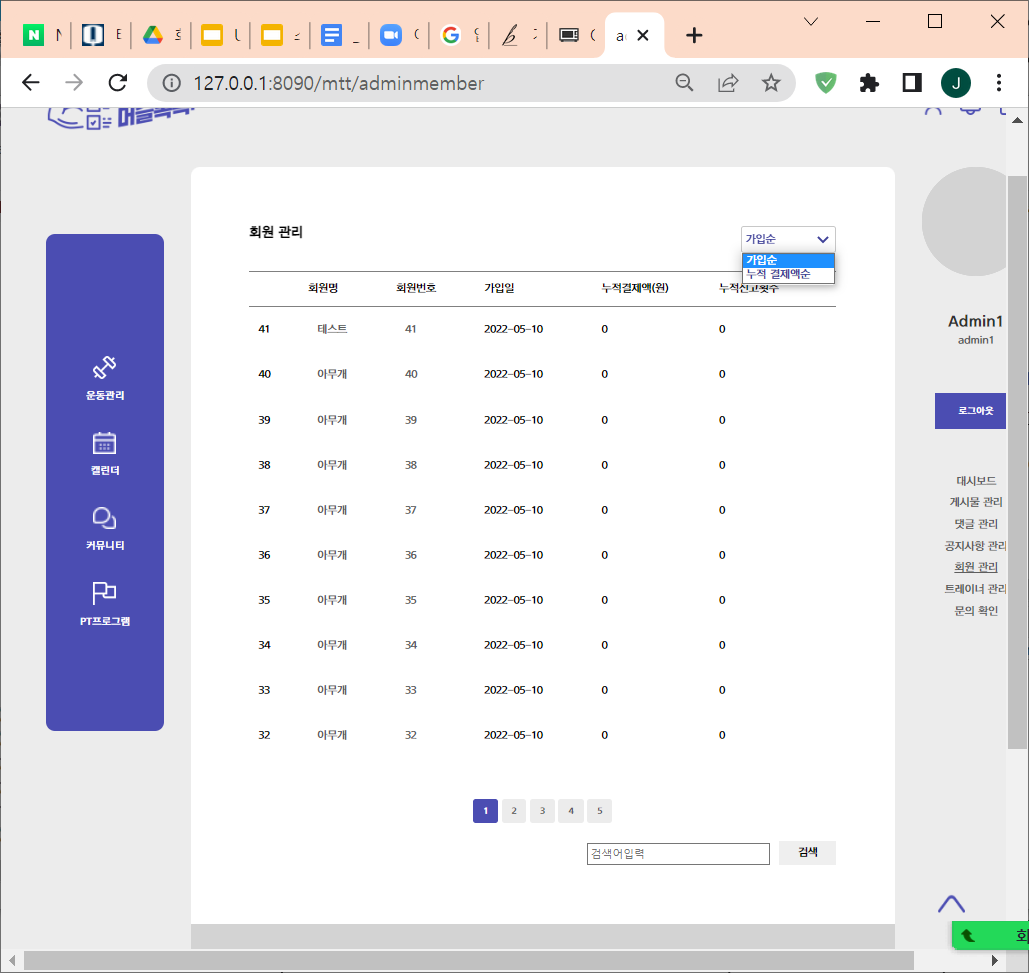 127.0.0.1:8090/mtt/adminmember
J
회원 관리
가입순
가입순
누적 결제액순
회원명 회원번호 가입일 누적결제액(원) 누적신고횟수
41 테스트 41 2022-05-10 0 0
40 아무개 40 2022-05-10 0 0
39 아무개 39 2022-05-10 0 0
38 아무개 38 2022-05-10 0 0
37 아무개 37 2022-05-10 0 0
36 아무개 36 2022-05-10 0 0
35 아무개 35 2022-05-10 0 0
34 아무개 34 2022-05-10 0 0
33 아무개 33 2022-05-10 0 0
32 아무개 32 2022-05-10 0 0
1 2 3 4 5
검색어입력 검색
운동관리
캘린더
커뮤니티
PT프로그램
Admin1
admin1
로그아웃
대시보드
게시물 관리
댓글 관리
공지사항 관리
회원 관리
트레이너 관리
문의 확인